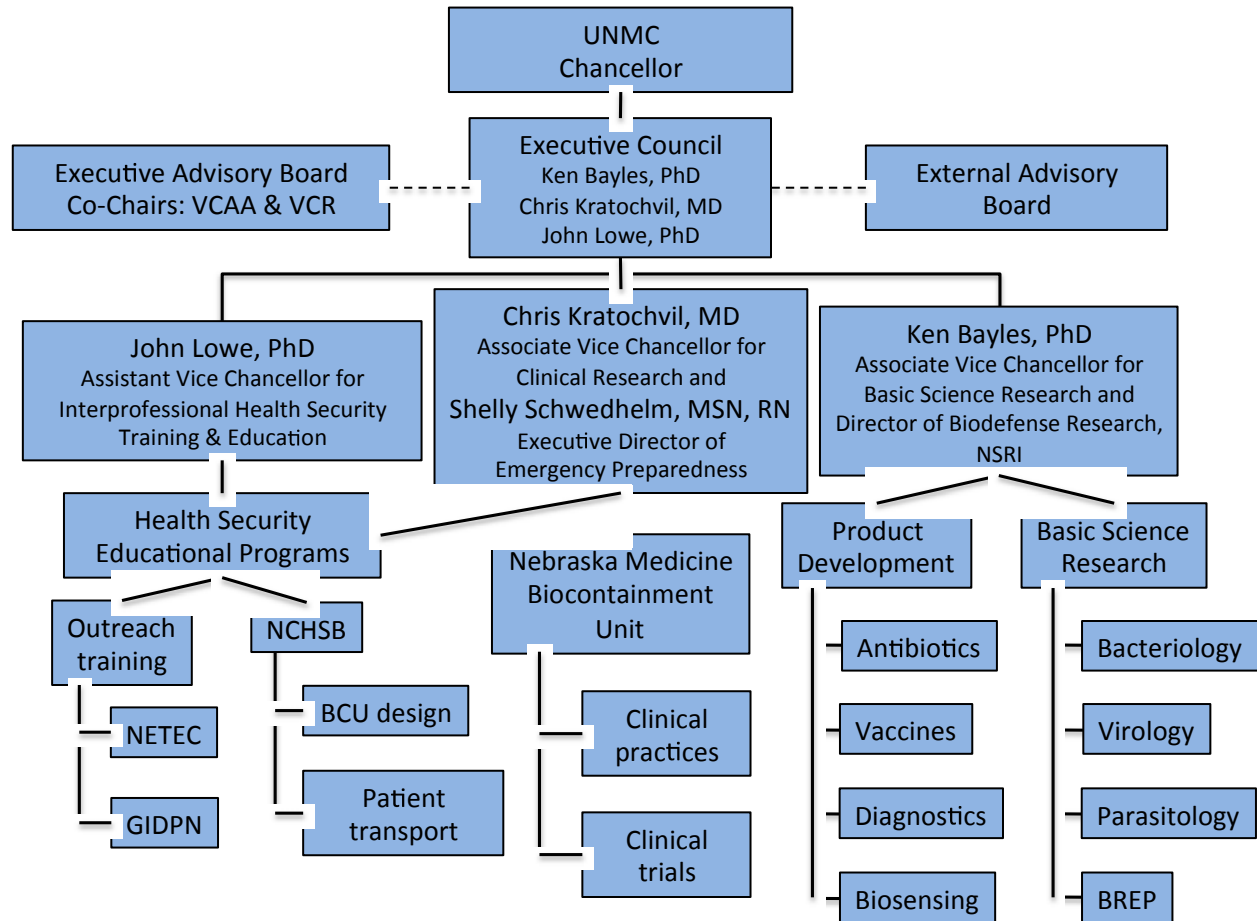 UNMC
Chancellor
Executive Advisory Board
Co-Chairs: VCAA & VCR
Executive Council
Ken Bayles, PhD
Chris Kratochvil, MD
John Lowe, PhD
External Advisory
Board
John Lowe, PhD
Assistant Vice Chancellor for
Interprofessional Health Security
Training & Education
Chris Kratochvil, MD
Associate Vice Chancellor for
Clinical Research and
Shelly Schwedhelm, MSN, RN
Executive Director of
Emergency Preparedness
Ken Bayles, PhD
Associate Vice Chancellor for
Basic Science Research and
Director of Biodefense Research,
NSRI
Health Security
Educational Programs
Outreach
training
NETEC
GIDPN
NCHSB
BCU design
Patient
transport
Nebraska Medicine
Biocontainment
Unit
Clinical
practices
Clinical
trials
Product
Development
Antibiotics
Vaccines
Diagnostics
Biosensing
Basic Science
Research
Bacteriology
Virology
Parasitology
BREP